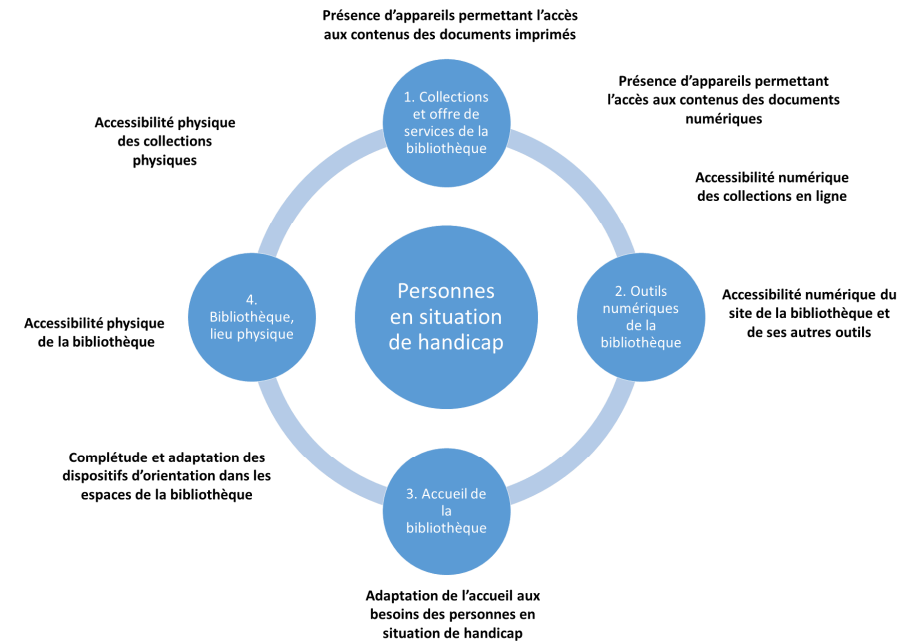 Présence d'appareils permettant l'accès
aux contenus des documents imprimés
1. Collections
et offre de
services de la
bibliothèque
Présence d'appareils permettant
l'accès aux contenus des documents
numériques
Accessibilité physique
des collections
physiques
Accessibilité numérique
des collections en ligne
Personnes
en situation
de handicap
2. Outils
numériques
de la
bibliothèque
Accessibilité numérique du
site de la bibliothèque et
de ses autres outils
4.
Bibliothèque,
lieu physique
Accessibilité physique
de la bibliothèque
Complétude et adaptation des
dispositifs d'orientation dans les
espaces de la bibliothèque
3. Accueil de
la
bibliothèque
Adaptation de l'accueil aux
besoins des personnes en
situation de handicap